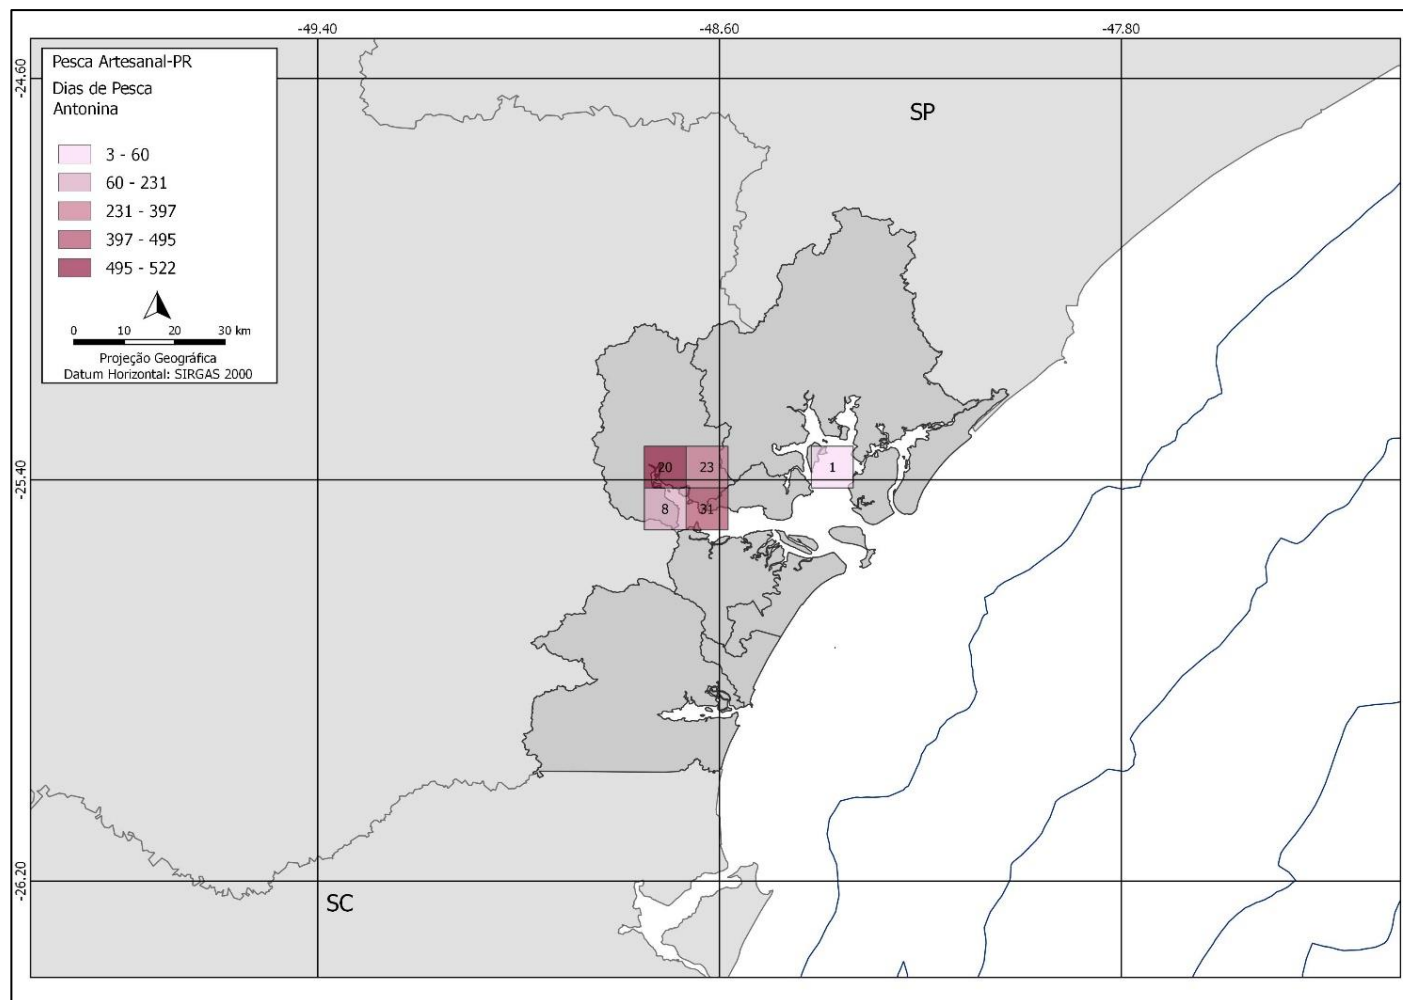 -49.40 -48.60 -47.80
-24.60
-25.40
-26.20
Pesca Artesanal-PR
Dias de Pesca
Antonina
3 - 60
60 - 231
231 - 397
397 - 495
495 - 522
0 10 20 30 km
Projeção Geográfica
Datum Horizontal: SIRGAS 2000
SP
20 23 1
8 31
SC